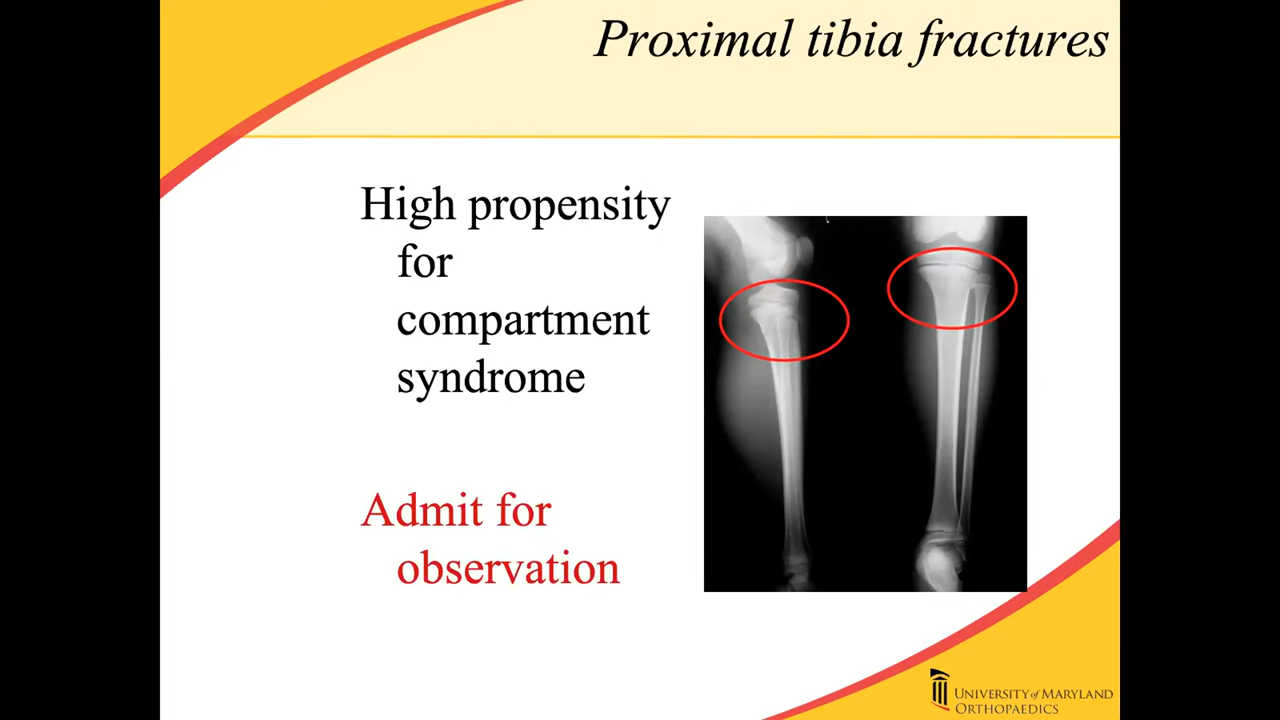 Proximal tibia fractures
High propensity
for
compartment
syndrome
Admit for
observation
UNIVERSITY of MARYLAND
ORTHOPAEDICS